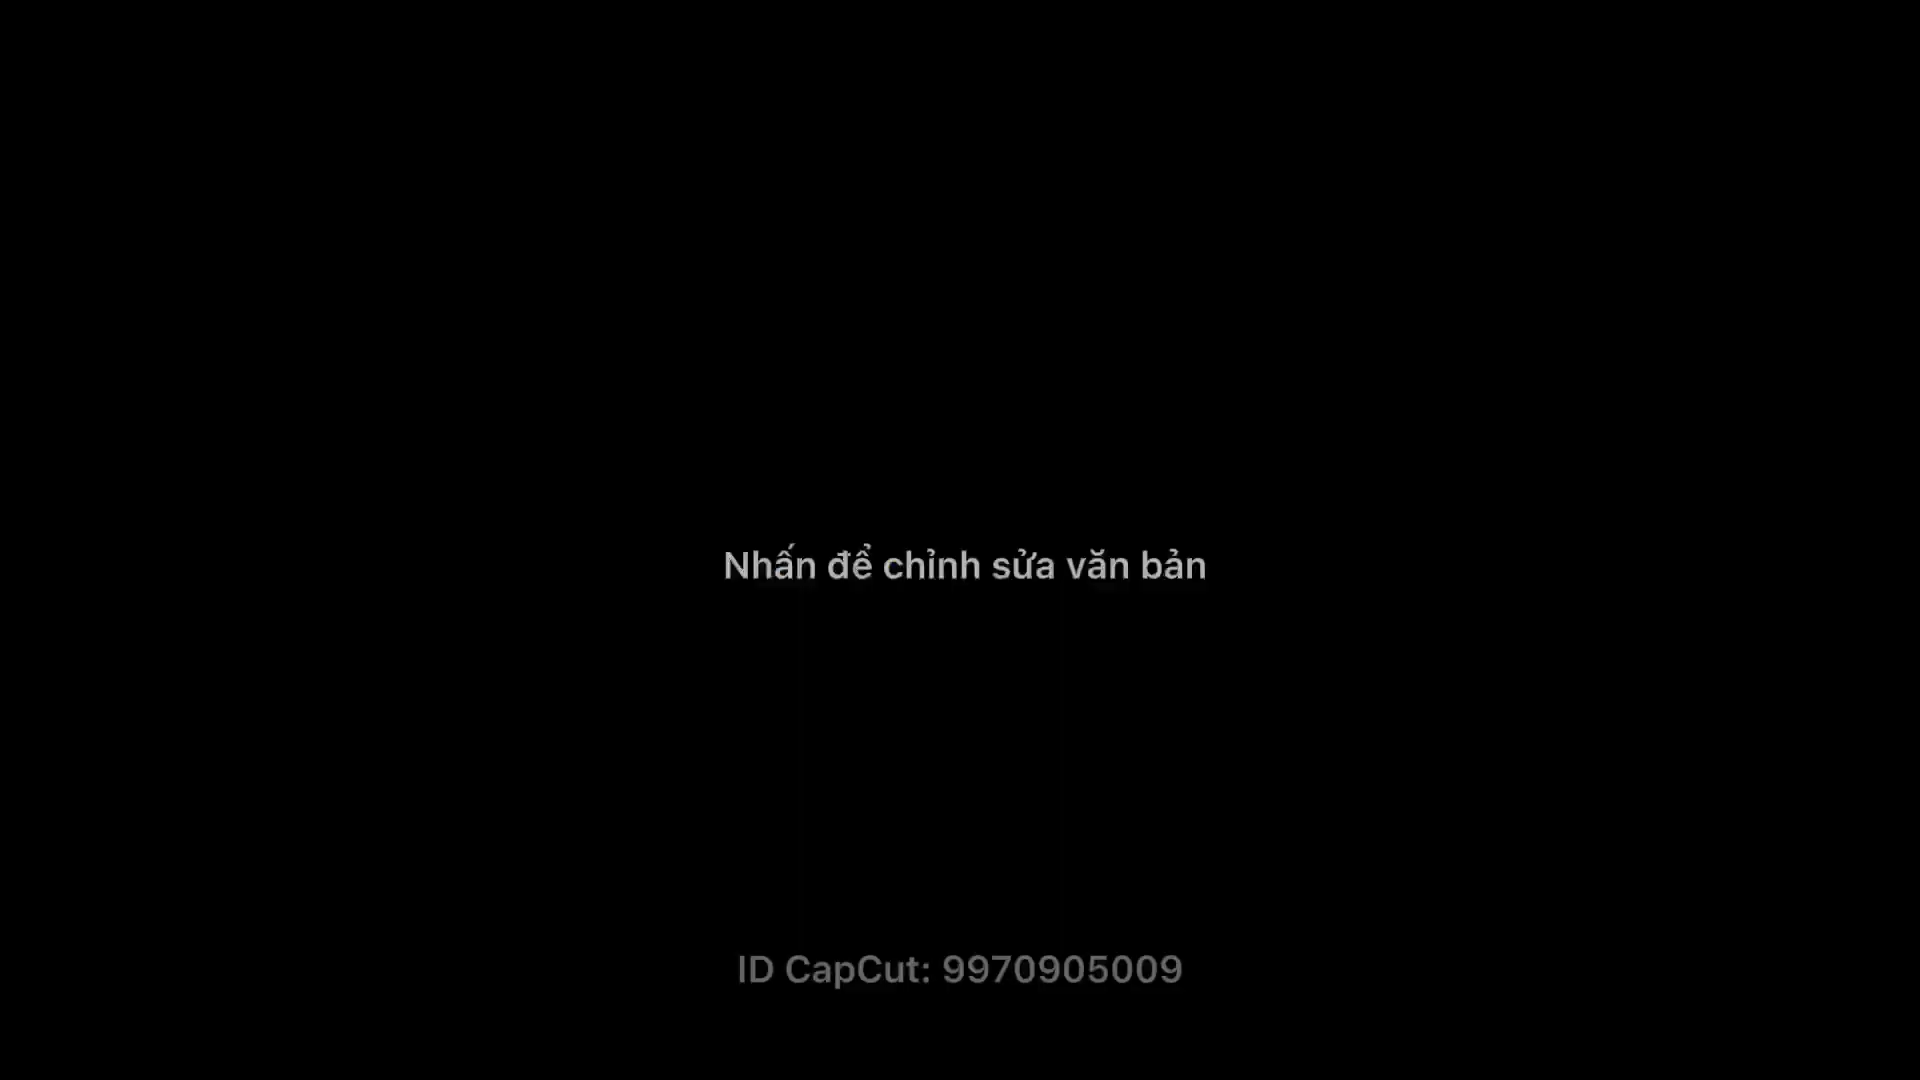 Nhấn để chỉnh sửa văn bản
ID CapCut: 9970905009